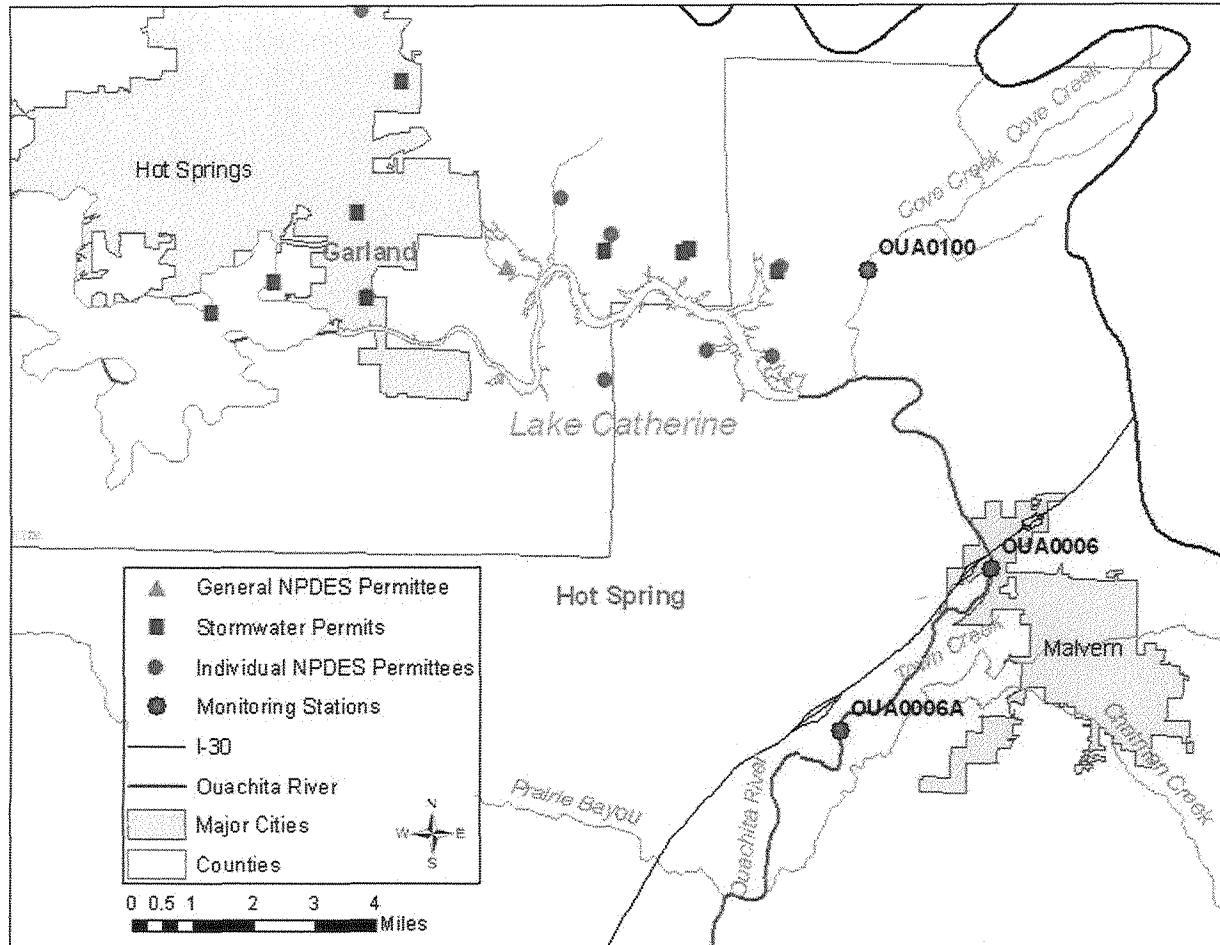 Cove Creek
Cove Creek
Hot Springs
Garland
OUA0100
Lake Catherine
OUA0006
Hot Spring
Malvern
Town Creek
OUA0006A
Chatman Creek
Ouachita River
Prairie Bayou
General NPDES Permittee
Stormwater Permits
Individual NPDES Permittees
Monitoring Stations
I-30
Ouachita River
Major Cities
Counties
N
W E
S
0 0.5 1 2 3 4
Miles